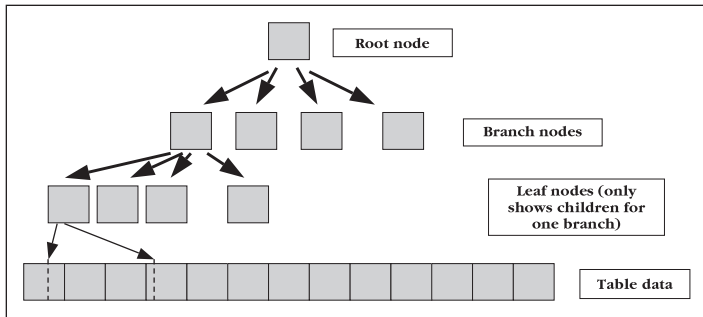 Root node
Branch nodes
Leaf nodes (only
shows children for
one branch)
Table data